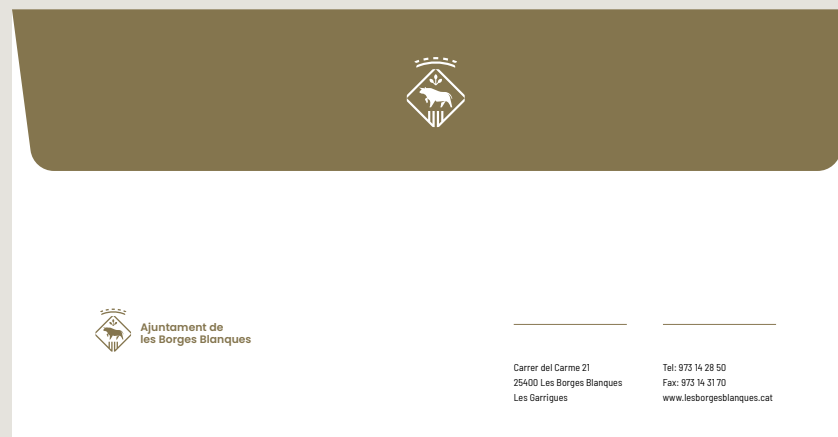 Ajuntament de
les Borges Blanques
Carrer del Carme 21
25400 Les Borges Blanques
Les Garrigues
Tel: 973 14 28 50
Fax: 973 14 31 70
www.lesborgesblanques.cat